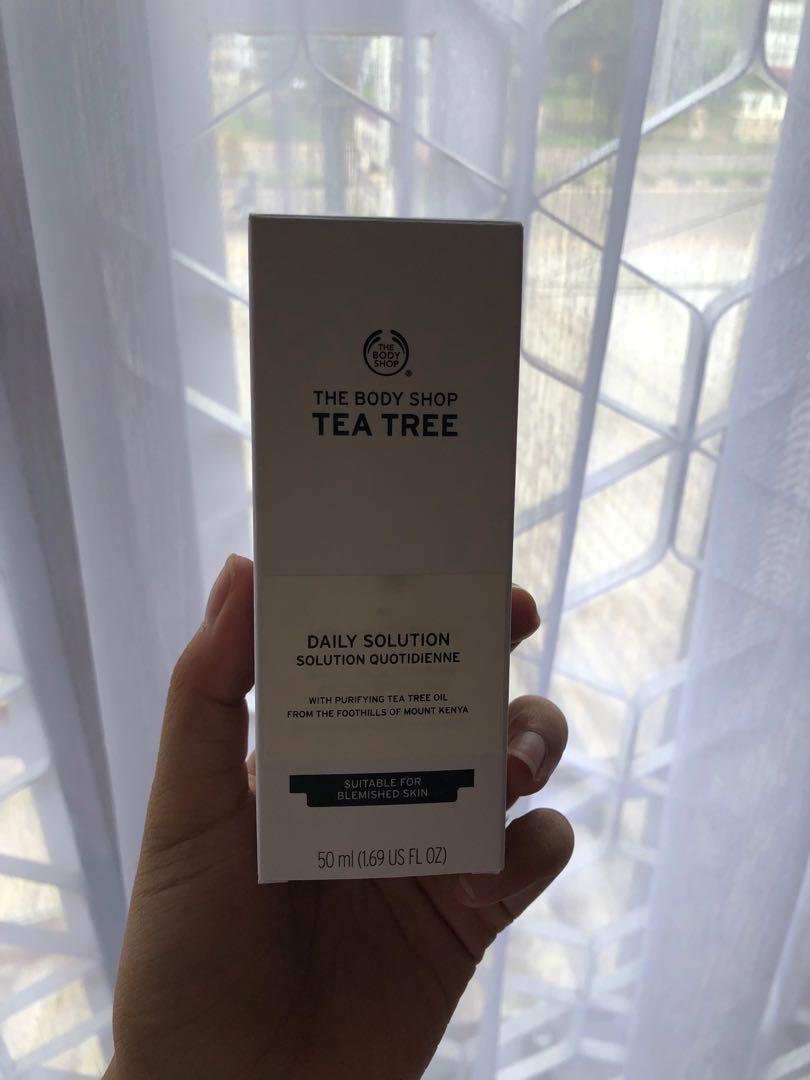 THE
BODY
SHOP
®
THE BODY SHOP
TEA TREE
DAILY SOLUTION
SOLUTION QUOTIDIENNE
WITH PURIFYING TEA TREE OIL
FROM THE FOOTHILLS OF MOUNT KENYA
SUITABLE FOR
BLEMISHED SKIN
50 ml (1.69 US FL OZ)